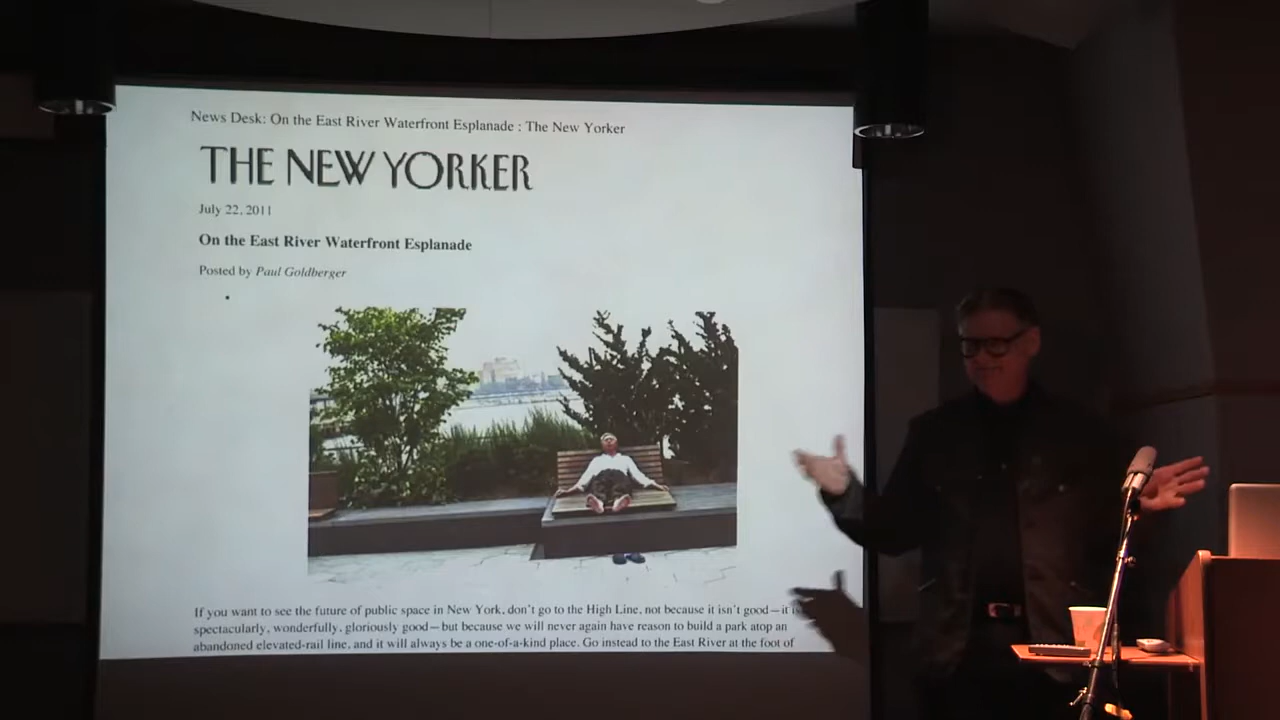 News Desk: On the East River Waterfront Esplanade : The New Yorker
THE NEW YORKER
July 22, 2011
On the East River Waterfront Esplanade
Posted by Paul Goldberger
If you want to see the future of public space in New York, don't go to the High Line, not because it isn't good—it is
spectacularly, wonderfully, gloriously good—but because we will never again have reason to build a park atop an
abandoned elevated-rail line, and it will always be a one-of-a-kind place. Go instead to the East River at the foot of